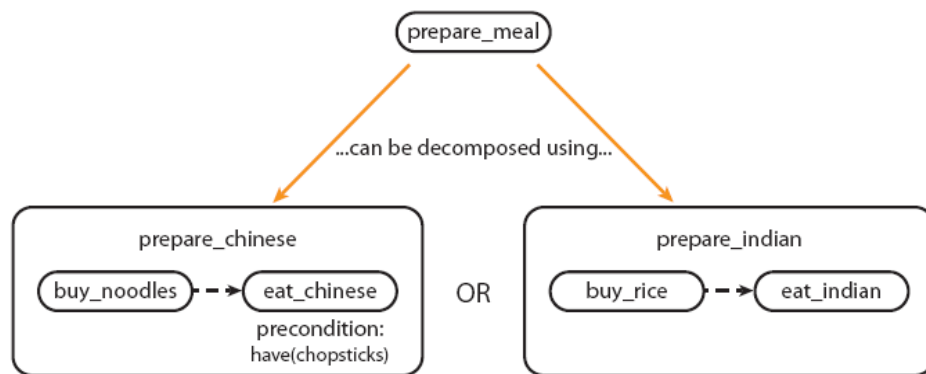 prepare_meal
...can be decomposed using...
prepare_chinese
buy_noodles
eat_chinese
precondition:
have(chopsticks)
OR
prepare_indian
buy_rice
eat_indian